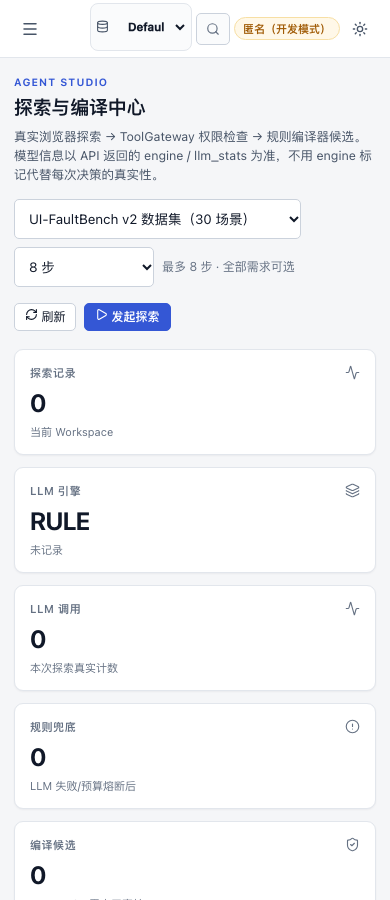 Defaul
匿名（开发模式）
AGENT STUDIO
探索与编译中心
真实浏览器探索 → ToolGateway 权限检查 → 规则编译器候选。
模型信息以 API 返回的 engine / llm_stats 为准，不用 engine 标
记代替每次决策的真实性。
UI-FaultBench v2 数据集（30 场景）
8 步
最多 8 步 · 全部需求可选
刷新
发起探索
探索记录
0
当前 Workspace
LLM 引擎
RULE
未记录
LLM 调用
0
本次探索真实计数
规则兜底
0
LLM 失败/预算熔断后
编译候选
0